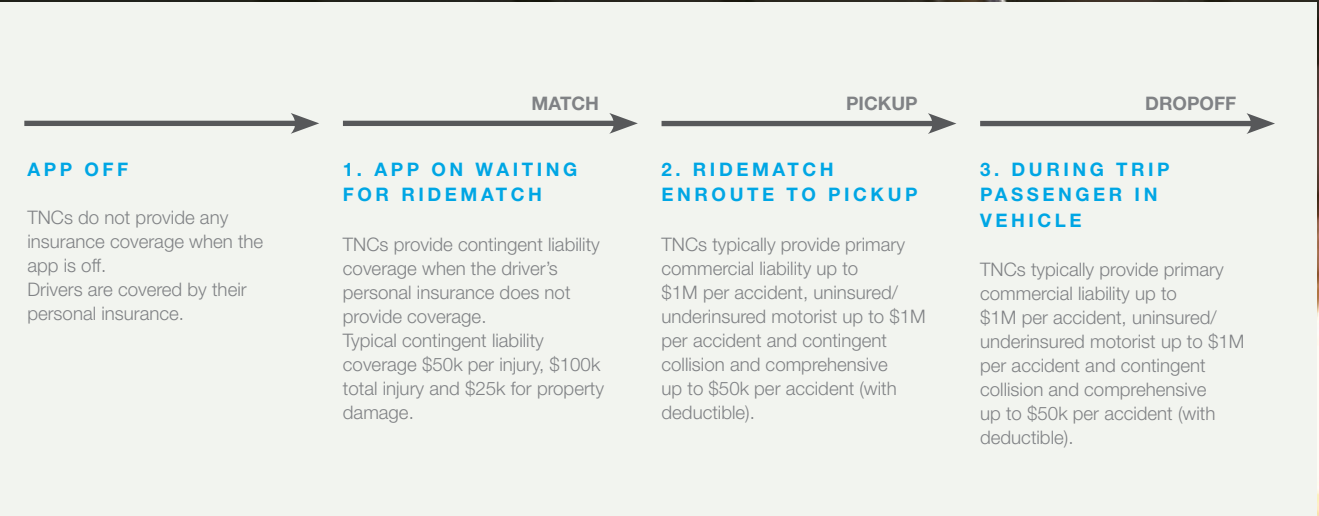 MATCH
PICKUP
DROPOFF
APP OFF
TNCs do not provide any
insurance coverage when the
app is off.
Drivers are covered by their
personal insurance.
1. APP ON WAITING
FOR RIDEMATCH
TNCs provide contingent liability
coverage when the driver's
personal insurance does not
provide coverage.
Typical contingent liability
coverage $50k per injury, $100k
total injury and $25k for property
damage.
2. RIDEMATCH
ENROUTE TO PICKUP
TNCs typically provide primary
commercial liability up to
$1M per accident, uninsured/
underinsured motorist up to $1M
per accident and contingent
collision and comprehensive
up to $50k per accident (with
deductible).
3. DURING TRIP
PASSENGER IN
VEHICLE
TNCs typically provide primary
commercial liability up to
$1M per accident, uninsured/
underinsured motorist up to $1M
per accident and contingent
collision and comprehensive
up to $50k per accident (with
deductible).